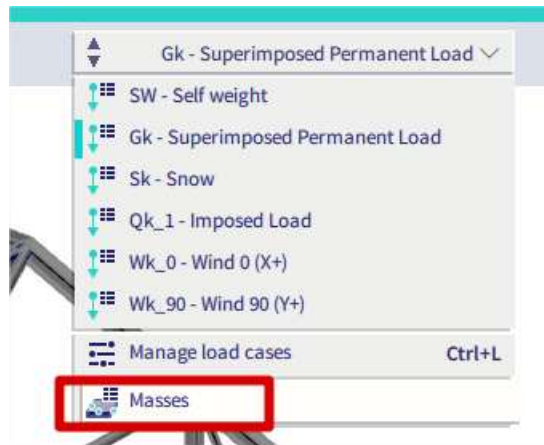 Gk - Superimposed Permanent Load
SW - Self weight
Gk - Superimposed Permanent Load
Sk - Snow
Qk_1 - Imposed Load
Wk_0 - Wind 0 (X+)
Wk_90 - Wind 90 (Y+)
Manage load cases Ctrl+L
Masses